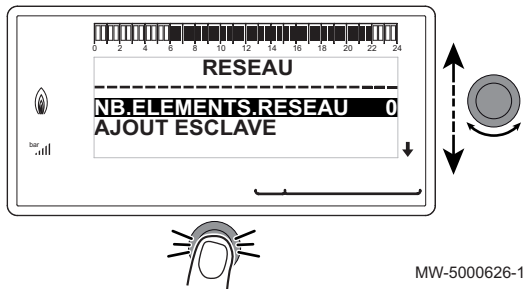 0 2 4 6 8 10 12 14 16 18 20 22 24
RESEAU
NB.ELEMENTS.RESEAU 0
AJOUT ESCLAVE
bar
MW-5000626-1